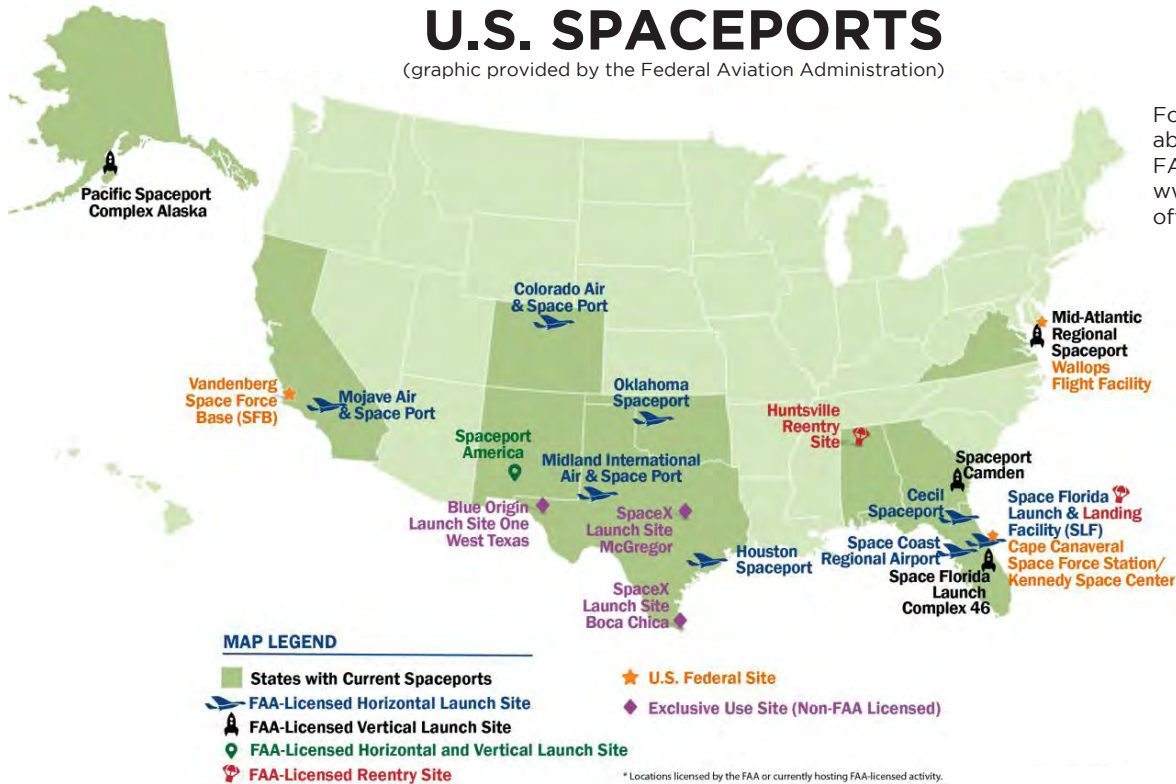 U.S. SPACEPORTS
(graphic provided by the Federal Aviation Administration)
Pacific Spaceport
Complex Alaska
Colorado Air
& Space Port
Mid-Atlantic
Regional
Spaceport
Wallops
Flight Facility
Vandenberg
Space Force
Base (SFB)
Mojave Air
& Space Port
Oklahoma
Spaceport
Huntsville
Reentry
Site
Spaceport
America
Midland International
Air & Space Port
Spaceport
Camden
Cecil
Spaceport
Space Florida
Launch & Landing
Facility (SLF)
Cape Canaveral
Space Force Station/
Kennedy Space Center
Blue Origin
Launch Site One
West Texas
SpaceX
Launch Site
McGregor
Houston
Spaceport
Space Coast
Regional Airport
Space Florida
Launch
Complex 46
SpaceX
Launch Site
Boca Chica
MAP LEGEND
States with Current Spaceports
FAA-Licensed Horizontal Launch Site
FAA-Licensed Vertical Launch Site
FAA-Licensed Horizontal and Vertical Launch Site
FAA-Licensed Reentry Site
U.S. Federal Site
Exclusive Use Site (Non-FAA Licensed)
* Locations licensed by the FAA or currently hosting FAA-licensed activity.